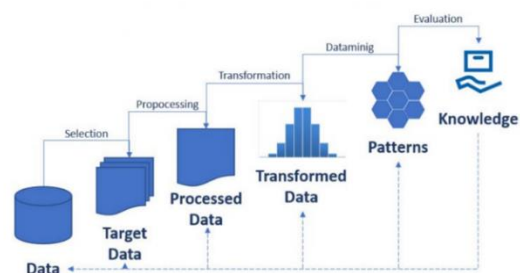 Evaluation
Dataminig
Transformation
Propocessing
Selection
Knowledge
Patterns
Transformed
Data
Processed
Data
Target
Data
Data